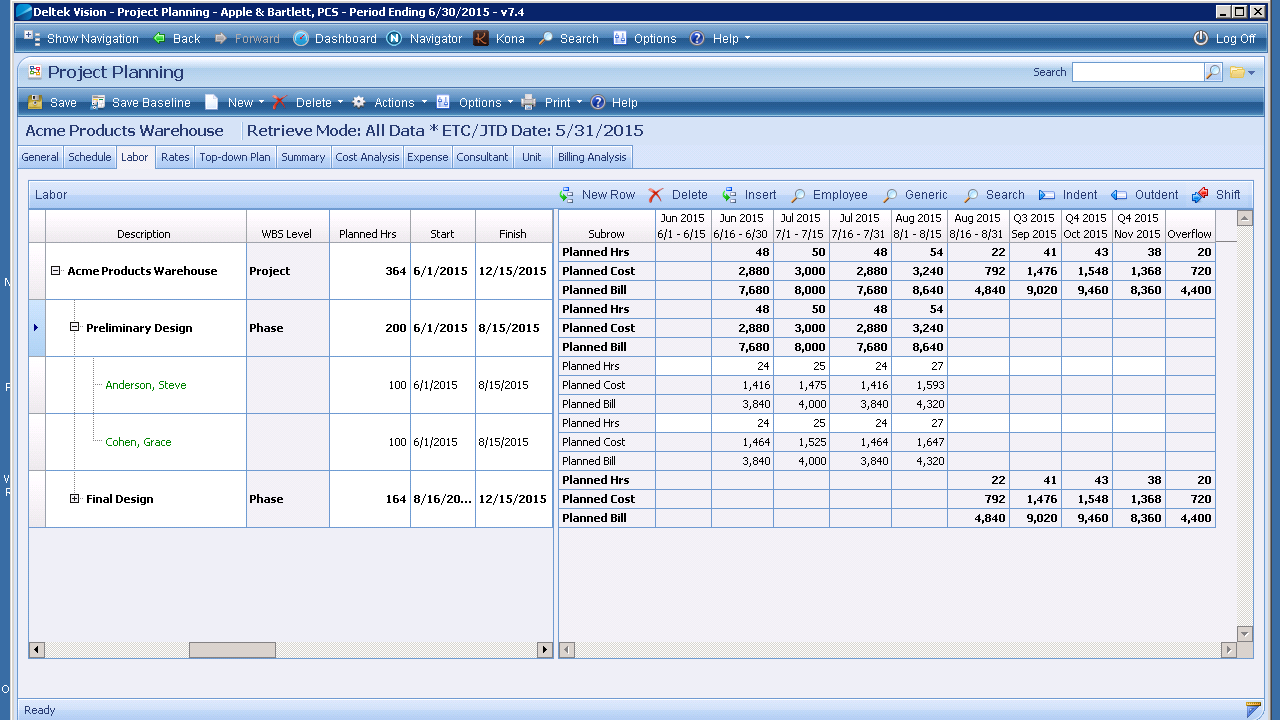 Deltek Vision - Project Planning - Apple & Bartlett, PCS - Period Ending 6/30/2015 - v7.4
Show Navigation Back Forward Dashboard Navigator Kona Search Options Help Log Off
Project Planning Search
Save Save Baseline New Delete Actions Options Print Help
Acme Products Warehouse Retrieve Mode: All Data * ETC/JTD Date: 5/31/2015
General Schedule Labor Rates Top-down Plan Summary Cost Analysis Expense Consultant Unit Billing Analysis
Labor New Row Delete Insert Employee Generic Search Indent Outdent Shift
Jun 2015 Jun 2015 Jul 2015 Jul 2015 Aug 2015 Aug 2015 Q3 2015 Q4 2015 Q4 2015
Description WBS Level Planned Hrs Start Finish Subrow 6/1 - 6/15 6/16 - 6/30 7/1 - 7/15 7/16 - 7/31 8/1 - 8/15 8/16 - 8/31 Sep 2015 Oct 2015 Nov 2015 Overflow
Planned Hrs 48 50 48 54 22 41 43 38 20
Acme Products Warehouse Project 364 6/1/2015 12/15/2015 Planned Cost 2,880 3,000 2,880 3,240 792 1,476 1,548 1,368 720
Planned Bill 7,680 8,000 7,680 8,640 4,840 9,020 9,460 8,360 4,400
Planned Hrs 48 50 48 54
Preliminary Design Phase 200 6/1/2015 8/15/2015 Planned Cost 2,880 3,000 2,880 3,240
Planned Bill 7,680 8,000 7,680 8,640
Planned Hrs 24 25 24 27
Anderson, Steve 100 6/1/2015 8/15/2015 Planned Cost 1,416 1,475 1,416 1,593
Planned Bill 3,840 4,000 3,840 4,320
Planned Hrs 24 25 24 27
Cohen, Grace 100 6/1/2015 8/15/2015 Planned Cost 1,464 1,525 1,464 1,647
Planned Bill 3,840 4,000 3,840 4,320
Planned Hrs 22 41 43 38 20
Final Design Phase 164 8/16/20... 12/15/2015 Planned Cost 792 1,476 1,548 1,368 720
Planned Bill 4,840 9,020 9,460 8,360 4,400
Ready